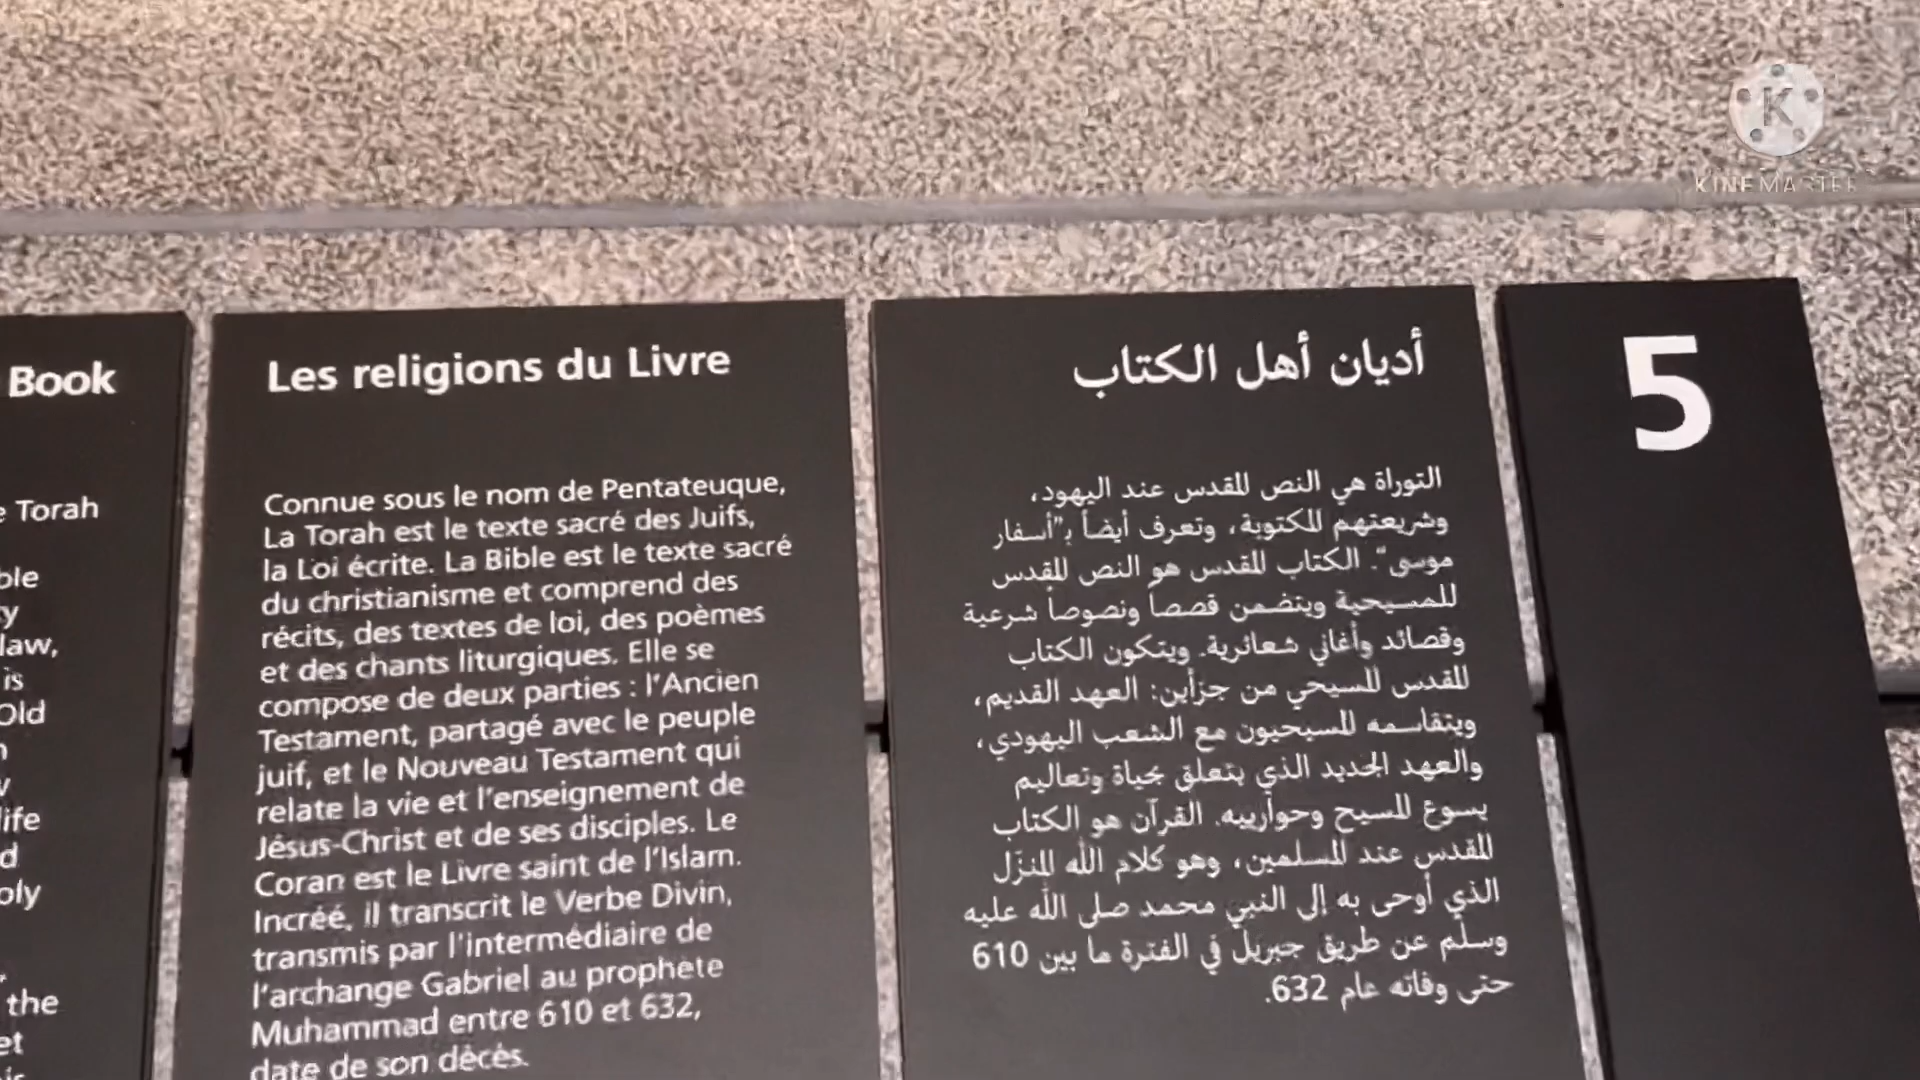 Book
Torah
ble
y
law,
is
Old
life
d
oly
the
et
Les religions du Livre
Connue sous le nom de Pentateuque,
La Torah est le texte sacré des Juifs,
la Loi écrite. La Bible est le texte sacré
du christianisme et comprend des
récits, des textes de loi, des poèmes
et des chants liturgiques. Elle se
compose de deux parties : l'Ancien
Testament, partagé avec le peuple
juif, et le Nouveau Testament qui
relate la vie et l'enseignement de
Jésus-Christ et de ses disciples. Le
Coran est le Livre saint de l'Islam.
Incréé, il transcrit le Verbe Divin,
transmis par l'intermédiaire de
l'archange Gabriel au prophète
Muhammad entre 610 et 632,
date de son décès.
أديان أهل الكتاب
التوراة هي النص المقدس عند اليهود،
وشريعتهم المكتوبة، وتعرف أيضاً بـ"أسفار
موسى". الكتاب المقدس هو النص المقدس
للمسيحية ويتضمن قصصاً ونصوصاً شرعية
وقصائد وأغاني شعائرية. ويتكون الكتاب
المقدس المسيحي من جزأين: العهد القديم،
ويتقاسمه المسيحيون مع الشعب اليهودي،
والعهد الجديد الذي يتعلق بحياة وتعاليم
يسوع المسيح وحوارييه. القرآن هو الكتاب
المقدس عند المسلمين، وهو كلام الله المنزّل
الذي أوحى به إلى النبي محمد صلى الله عليه
وسلم عن طريق جبريل في الفترة ما بين 610
حتى وفاته عام 632.
5
KINEMASTER